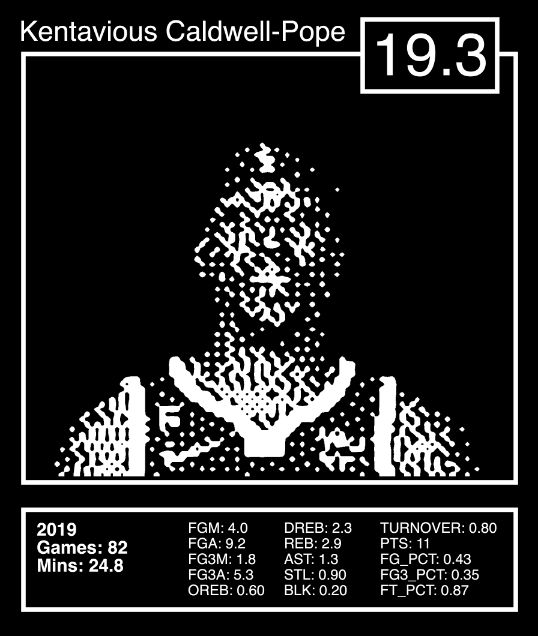 Kentavious Caldwell-Pope
19.3
2019
Games: 82
Mins: 24.8
FGM: 4.0
FGA: 9.2
FG3M: 1.8
FG3A: 5.3
OREB: 0.60
DREB: 2.3
REB: 2.9
AST: 1.3
STL: 0.90
BLK: 0.20
TURNOVER: 0.80
PTS: 11
FG_PCT: 0.43
FG3_PCT: 0.35
FT_PCT: 0.87